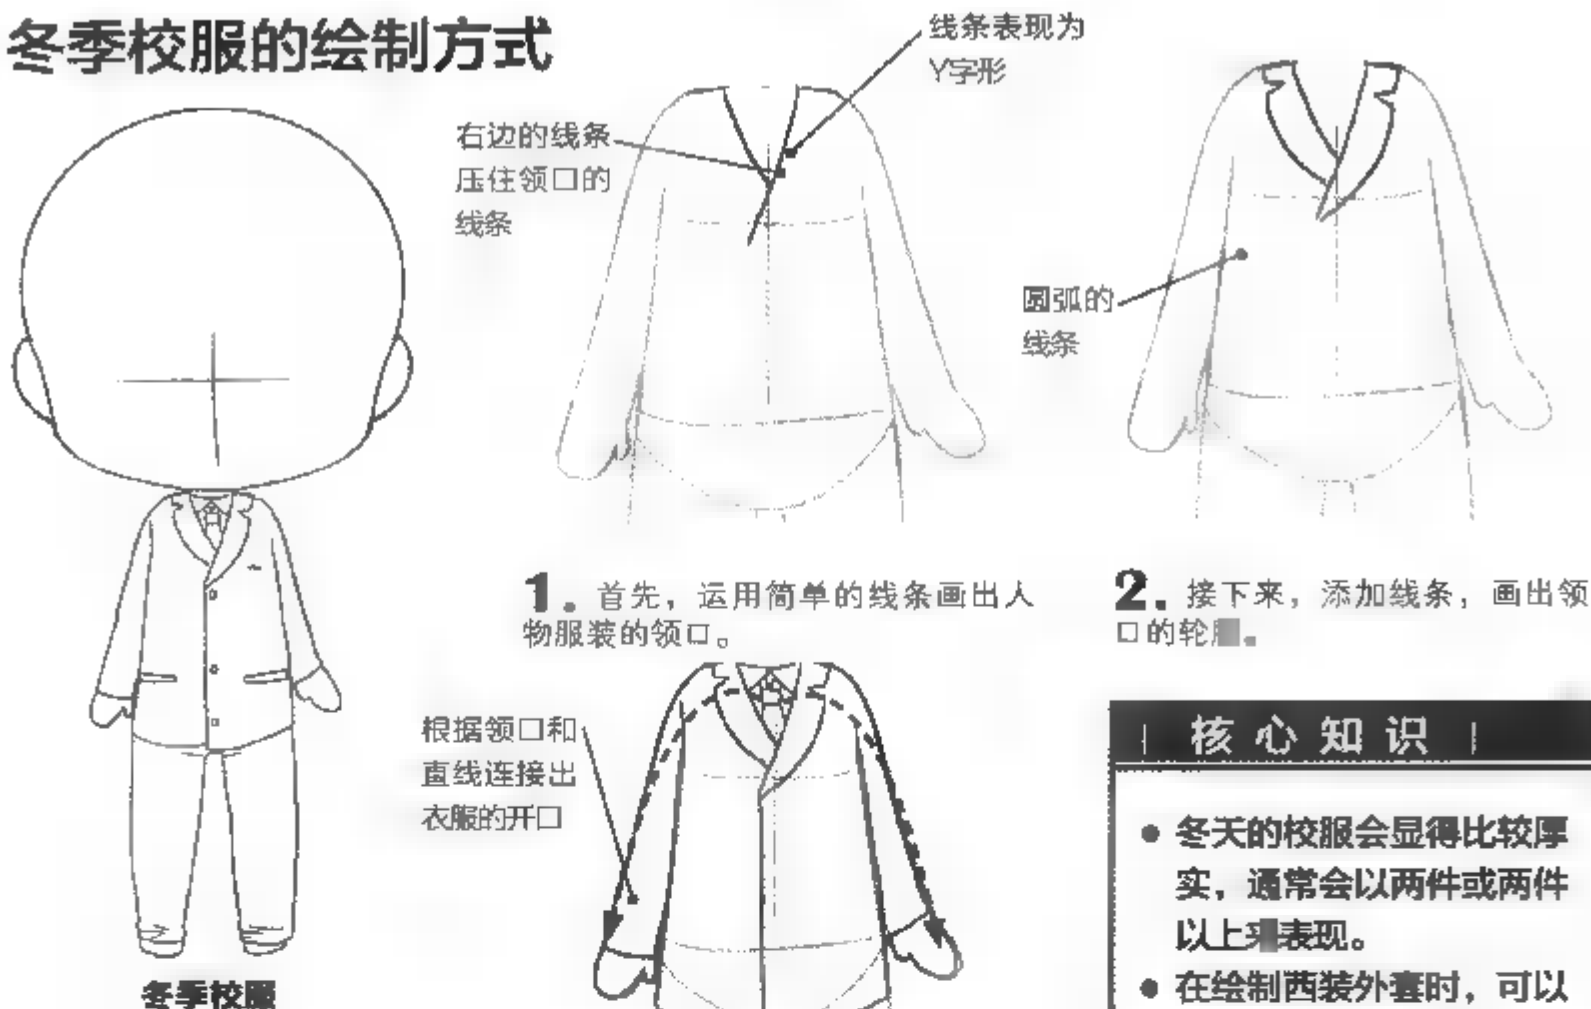 冬季校服的绘制方式
线条表现为
Y字形
右边的线条
压住领口的
线条
圆弧的
线条
1。首先，运用简单的线条画出人
物服装的领口。
2。接下来，添加线条，画出领
口的轮
根据领口和
直线连接出
衣服的开口
核心知识
● 冬天的校服会显得比较厚
实，通常会以两件或两件
以上来表现。
● 在绘制西装外套时，可以
冬季校服